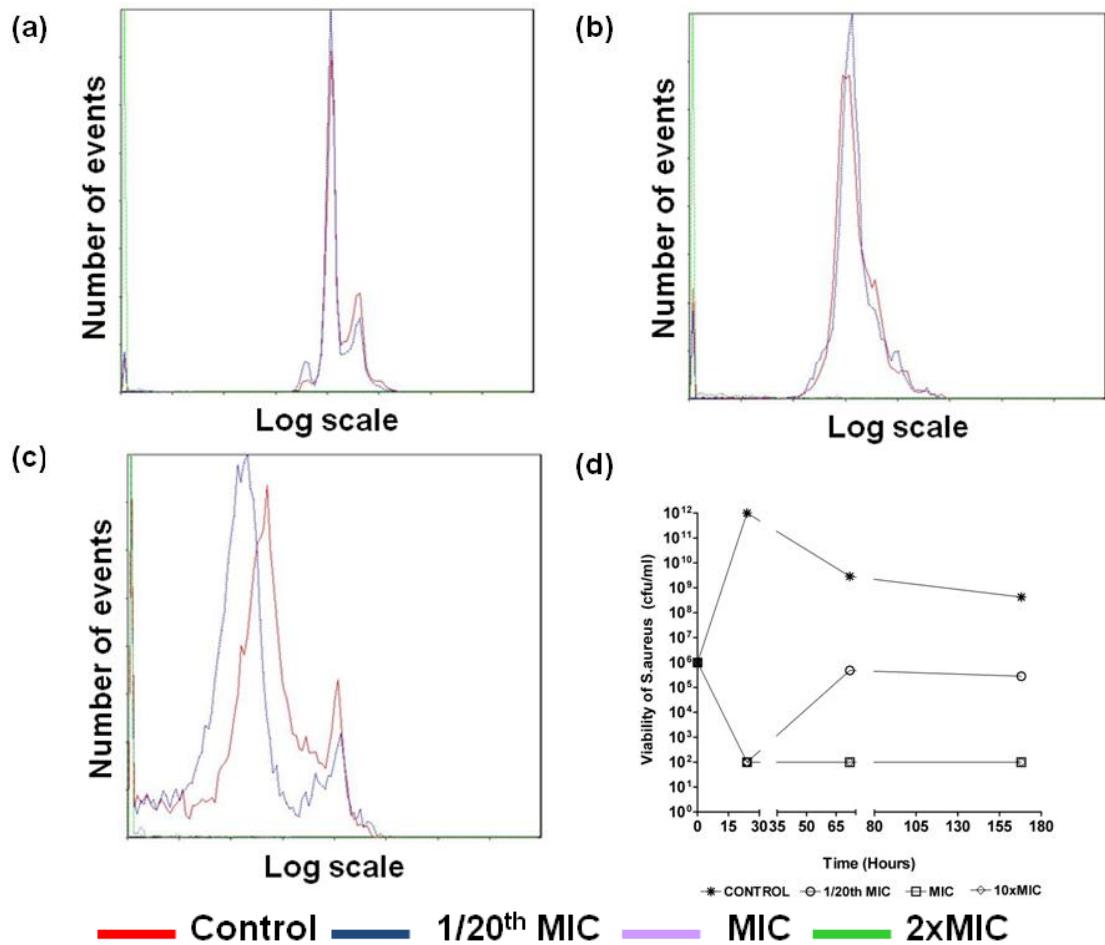 (a)
Number of events
Log scale
(b)
Number of events
Log scale
(c)
Number of events
Log scale
(d)
Viability of S.aureus (cfu/ml)
10¹²
10¹¹
10¹⁰
10⁹
10⁸
10⁷
10⁶
10⁵
10⁴
10³
10²
10¹
10⁰
0 15 30 35 50 65 80 105 130 155 180
Time (Hours)
CONTROL 1/20th MIC MIC 10xMIC
Control 1/20ᵗʰ MIC MIC 2xMIC